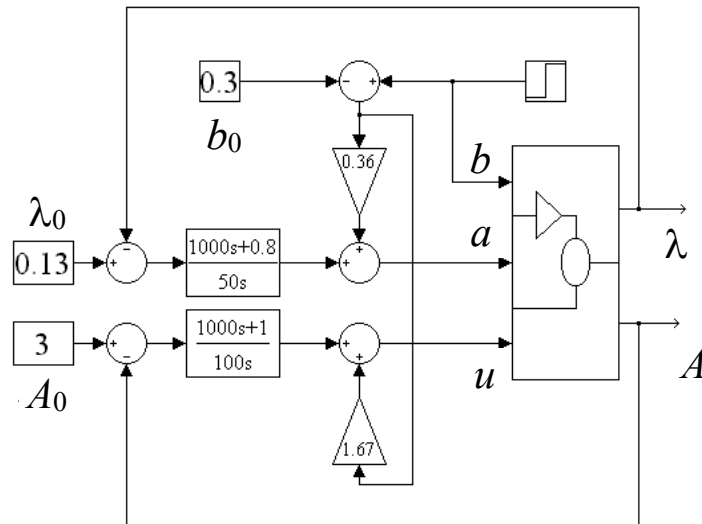 0.3
− +
b₀
0.36
b
λ₀
−
+
a
0.13
+
1000s+0.8
50s
+
+
λ
3
+
−
1000s+1
100s
+
+
u
A
A₀
1.67